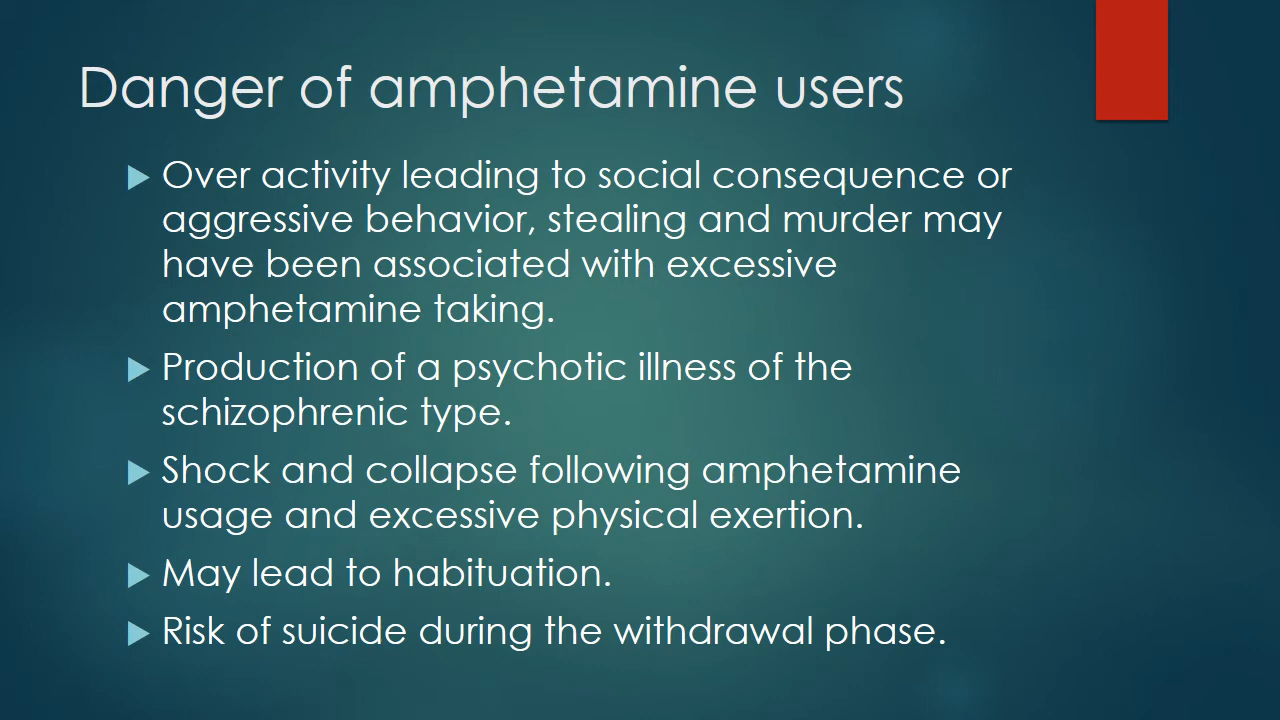 Danger of amphetamine users
Over activity leading to social consequence or
aggressive behavior, stealing and murder may
have been associated with excessive
amphetamine taking.
Production of a psychotic illness of the
schizophrenic type.
Shock and collapse following amphetamine
usage and excessive physical exertion.
May lead to habituation.
Risk of suicide during the withdrawal phase.